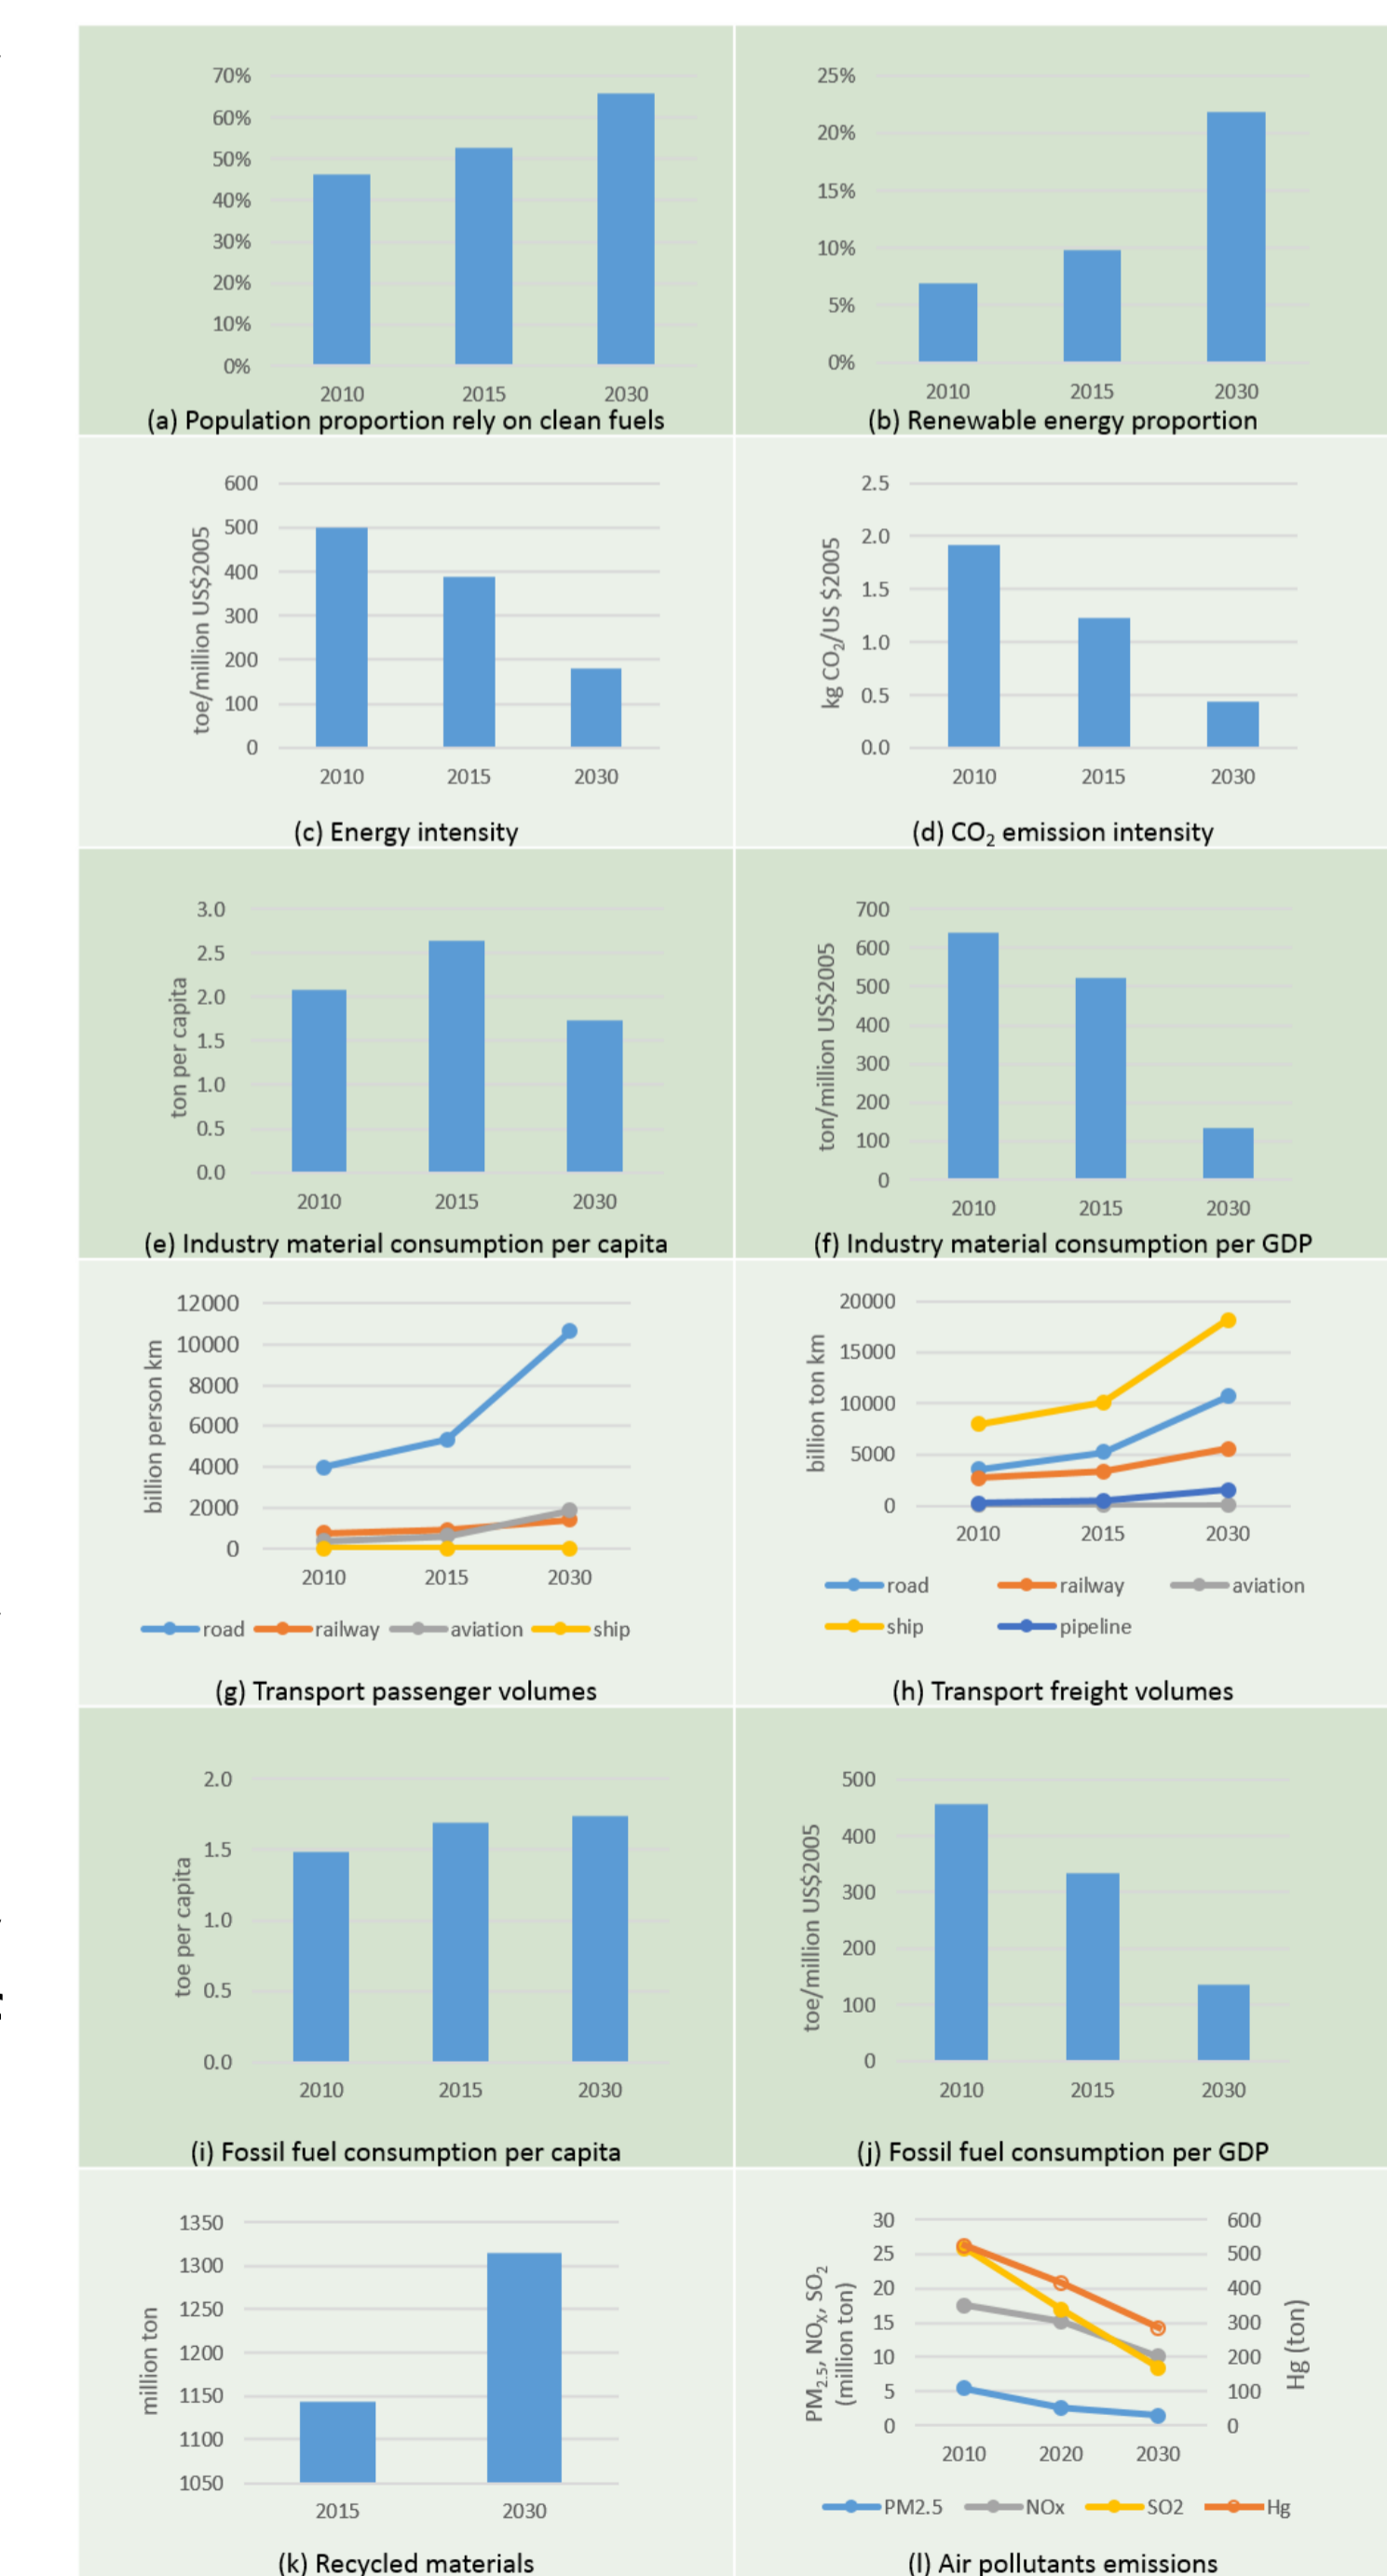 70%
60%
50%
40%
30%
20%
10%
0%
2010 2015 2030
(a) Population proportion rely on clean fuels
25%
20%
15%
10%
5%
0%
2010 2015 2030
(b) Renewable energy proportion
toe/million US$2005
600
500
400
300
200
100
0
2010 2015 2030
(c) Energy intensity
kg CO2/US $2005
2.5
2.0
1.5
1.0
0.5
0.0
2010 2015 2030
(d) CO2 emission intensity
ton per capita
3.0
2.5
2.0
1.5
1.0
0.5
0.0
2010 2015 2030
(e) Industry material consumption per capita
ton/million US$2005
700
600
500
400
300
200
100
0
2010 2015 2030
(f) Industry material consumption per GDP
billion person km
12000
10000
8000
6000
4000
2000
0
2010 2015 2030
road railway aviation ship
(g) Transport passenger volumes
billion ton km
20000
15000
10000
5000
0
2010 2015 2030
road railway aviation
ship pipeline
(h) Transport freight volumes
toe per capita
2.0
1.5
1.0
0.5
0.0
2010 2015 2030
(i) Fossil fuel consumption per capita
toe/million US$2005
500
400
300
200
100
0
2010 2015 2030
(j) Fossil fuel consumption per GDP
million ton
1350
1300
1250
1200
1150
1100
1050
2015 2030
(k) Recycled materials
PM2.5, NOX, SO2
(million ton)
30
25
20
15
10
5
0
600
500
400
300
200
100
0
Hg (ton)
2010 2020 2030
PM2.5 NOx SO2 Hg
(l) Air pollutants emissions